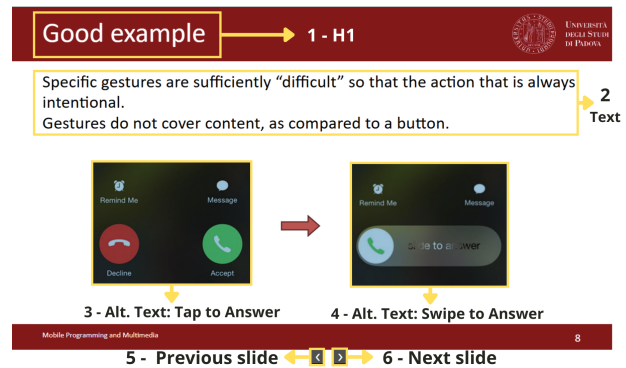 Good example
1 - H1
UNIVERSITÀ
DEGLI STUDI
DI PADOVA
Specific gestures are sufficiently “difficult” so that the action that is always
intentional.
Gestures do not cover content, as compared to a button.
2
Text
Remind Me
Message
Decline
Accept
Remind Me
Message
slide to answer
3 - Alt. Text: Tap to Answer
4 - Alt. Text: Swipe to Answer
Mobile Programming and Multimedia
8
5 - Previous slide
6 - Next slide